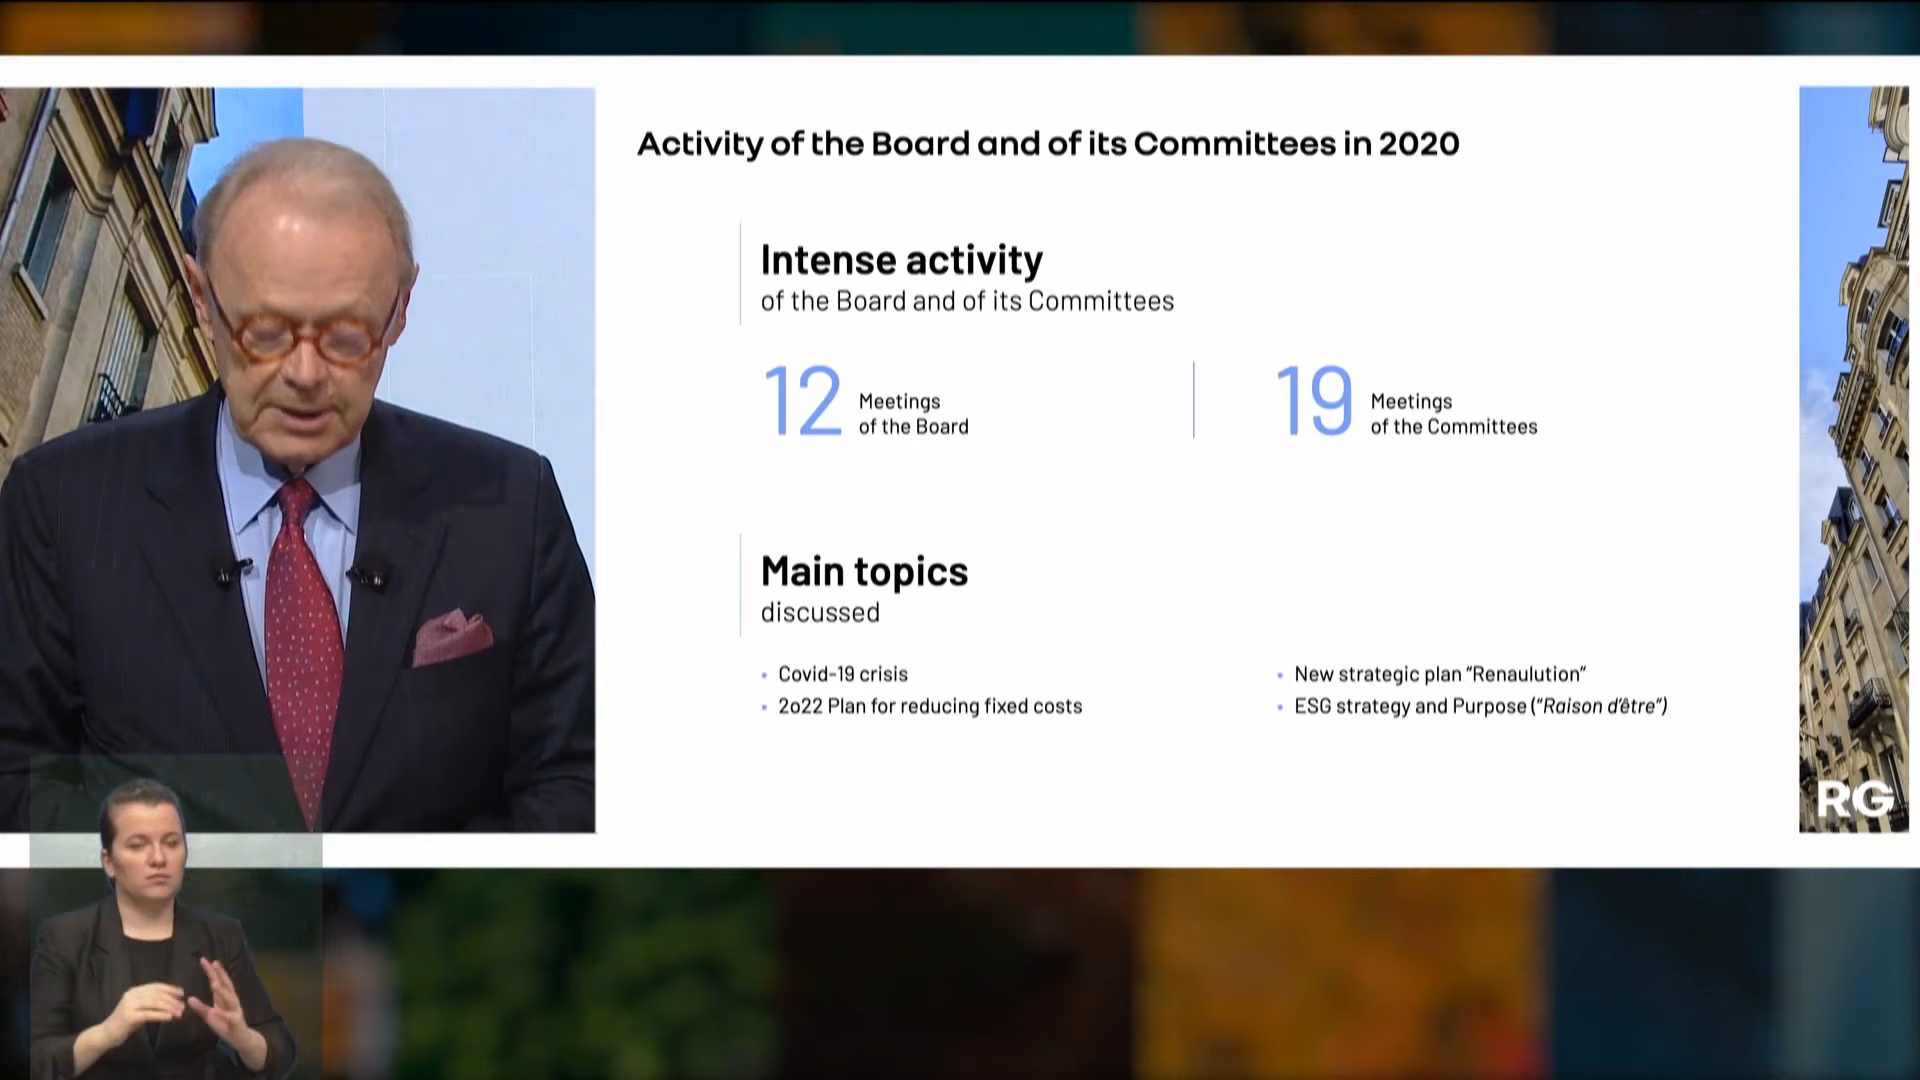 Activity of the Board and of its Committees in 2020
Intense activity
of the Board and of its Committees
12 Meetings
of the Board
19 Meetings
of the Committees
Main topics
discussed
• Covid-19 crisis
• 2o22 Plan for reducing fixed costs
• New strategic plan “Renaulution”
• ESG strategy and Purpose (“Raison d'être”)
RG